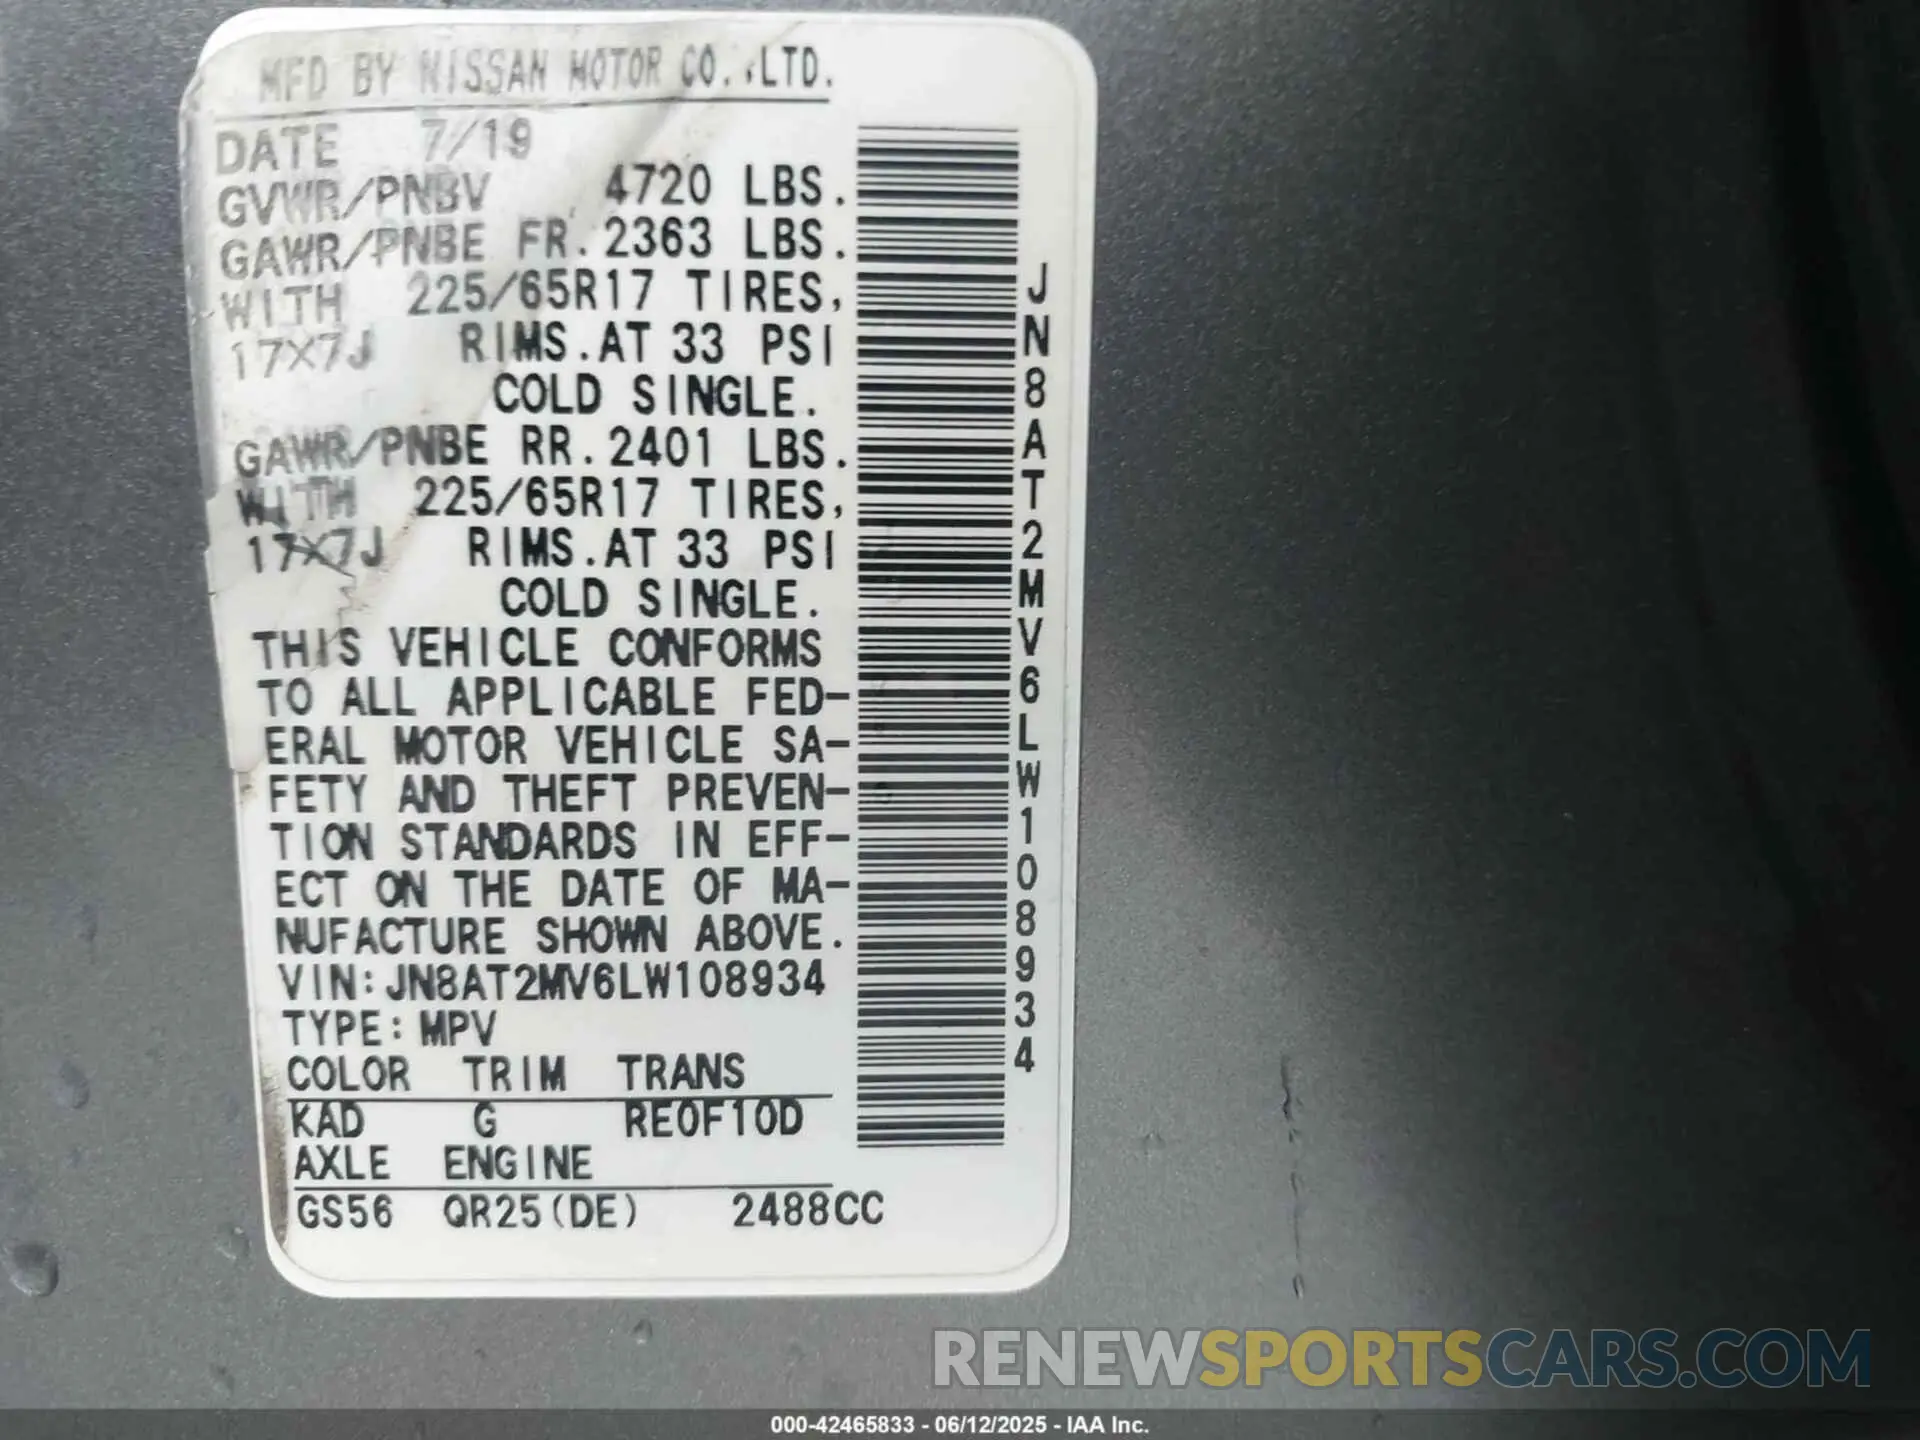 MFD BY NISSAN MOTOR CO.,LTD.
DATE 7/19
GVWR/PNBV 4720 LBS.
GAWR/PNBE FR. 2363 LBS.
WITH 225/65R17 TIRES,
17X7J RIMS.AT 33 PSI
COLD SINGLE.
GAWR/PNBE RR. 2401 LBS.
WITH 225/65R17 TIRES,
17X7J RIMS.AT 33 PSI
COLD SINGLE.
THIS VEHICLE CONFORMS
TO ALL APPLICABLE FED-
ERAL MOTOR VEHICLE SA-
FETY AND THEFT PREVEN-
TION STANDARDS IN EFF-
ECT ON THE DATE OF MA-
NUFACTURE SHOWN ABOVE.
VIN:JN8AT2MV6LW108934
TYPE:MPV
COLOR TRIM TRANS
KAD G RE0F10D
AXLE ENGINE
GS56 QR25(DE) 2488CC
JN8AT2MV6LW108934
RENEWSPORTSCARS.COM
000-42465833 - 06/12/2025 - IAA Inc.